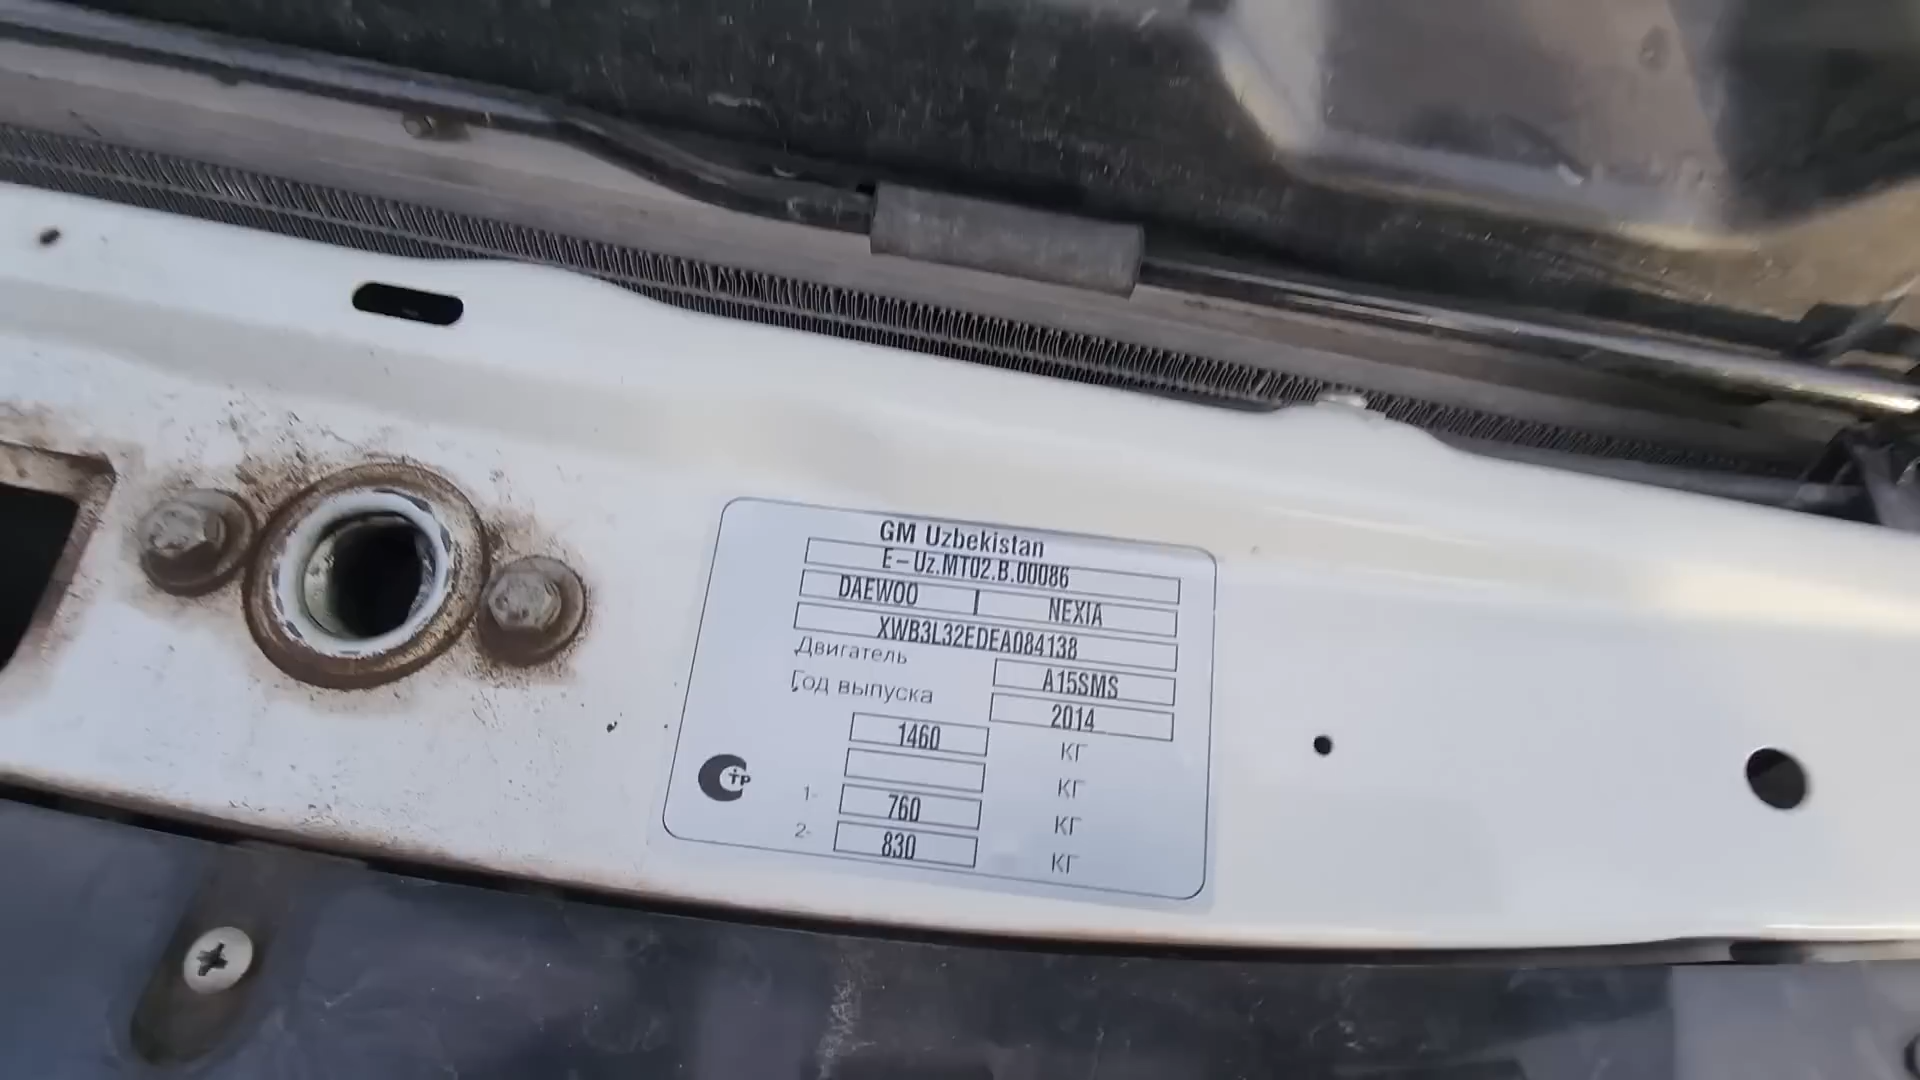 GM Uzbekistan
E-Uz.MT02.B.00086
DAEWOO NEXIA
XWB3L32EDEA084138
Двигатель A15SMS
Год выпуска 2014
1460 КГ
КГ
1- 760 КГ
2- 830 КГ
СТР